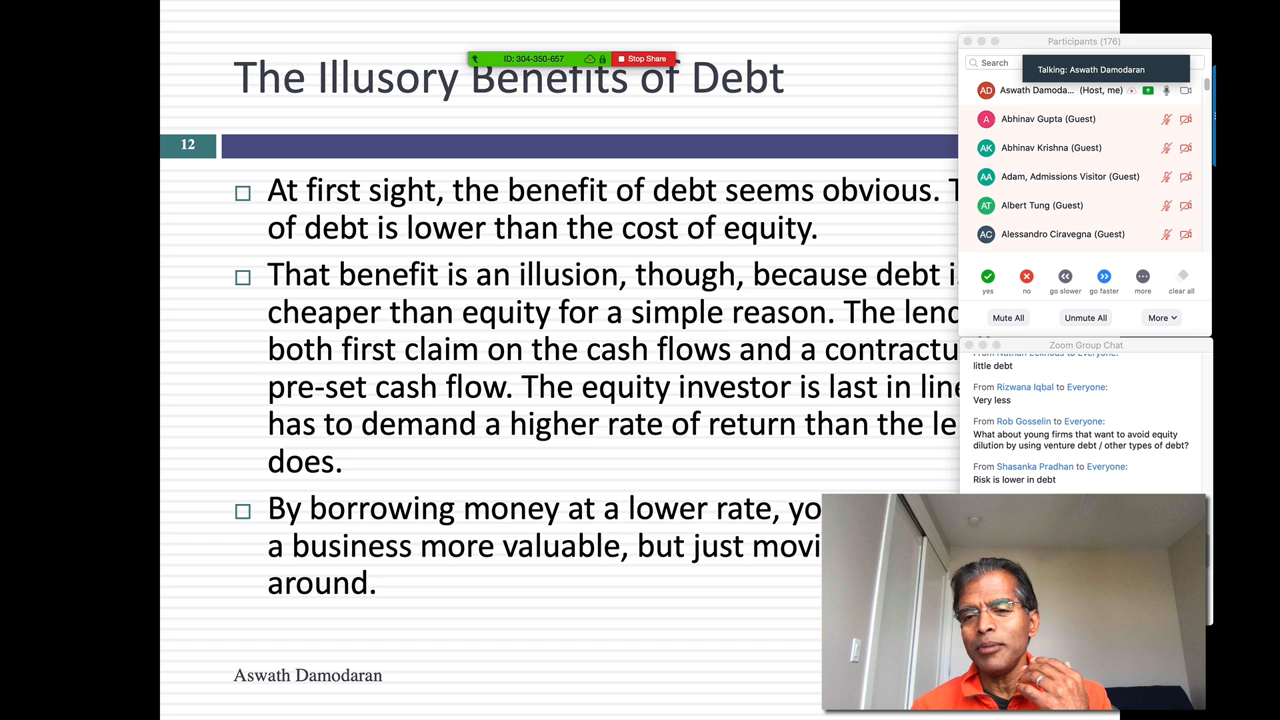 The Illusory Benefits of Debt
ID: 304-350-657
Stop Share
12
At first sight, the benefit of debt seems obvious. T
of debt is lower than the cost of equity.
That benefit is an illusion, though, because debt i
cheaper than equity for a simple reason. The lend
both first claim on the cash flows and a contractu
pre-set cash flow. The equity investor is last in line
has to demand a higher rate of return than the le
does.
By borrowing money at a lower rate, yo
a business more valuable, but just movi
around.
Aswath Damodaran
Participants (176)
Search
Talking: Aswath Damodaran
AD Aswath Damoda... (Host, me)
A Abhinav Gupta (Guest)
AK Abhinav Krishna (Guest)
AA Adam, Admissions Visitor (Guest)
AT Albert Tung (Guest)
AC Alessandro Ciravegna (Guest)
yes no go slower go faster more clear all
Mute All Unmute All More
Zoom Group Chat
little debt
From Rizwana Iqbal to Everyone:
Very less
From Rob Gosselin to Everyone:
What about young firms that want to avoid equity
dilution by using venture debt / other types of debt?
From Shasanka Pradhan to Everyone:
Risk is lower in debt